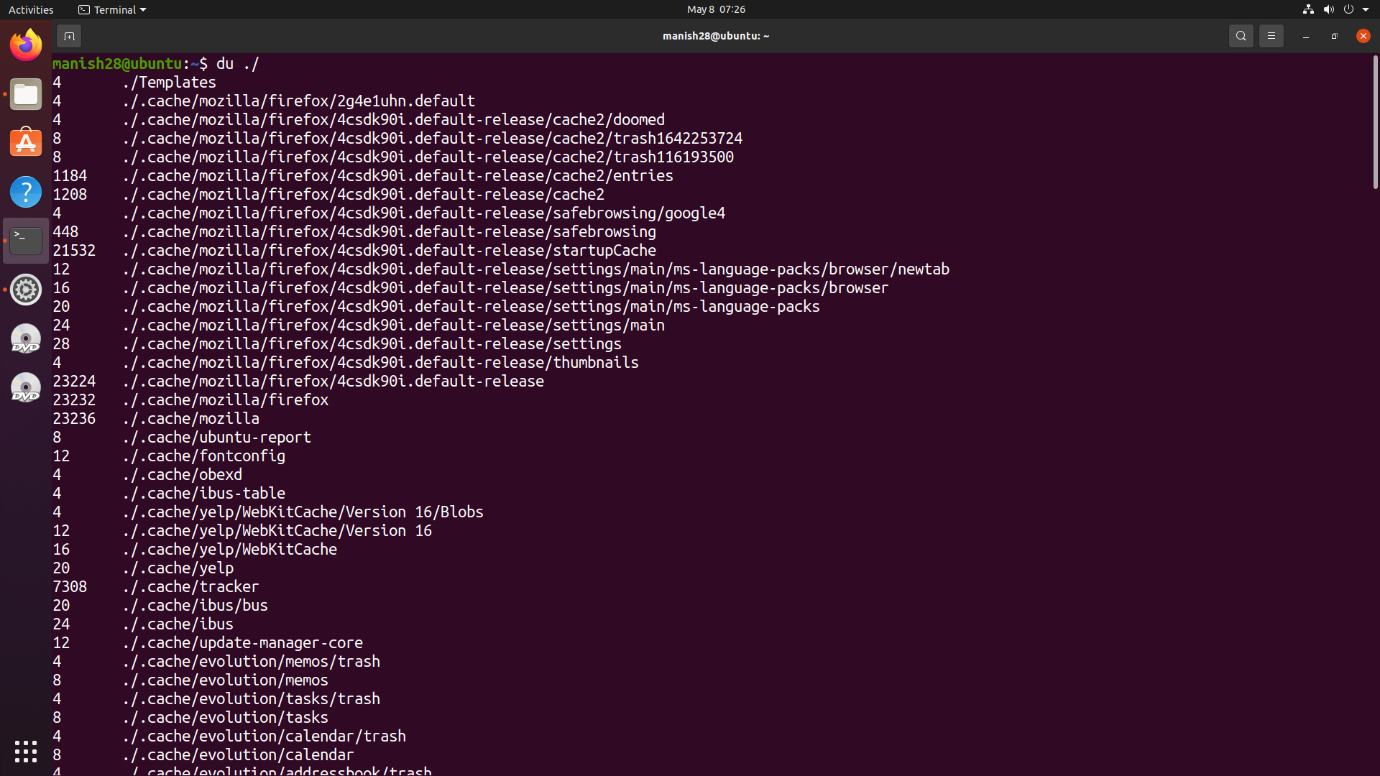 Activities Terminal May 8 07:26
manish28@ubuntu: ~
manish28@ubuntu:~$ du ./
4 ./Templates
4 ./.cache/mozilla/firefox/2g4e1uhn.default
4 ./.cache/mozilla/firefox/4csdk90i.default-release/cache2/doomed
8 ./.cache/mozilla/firefox/4csdk90i.default-release/cache2/trash1642253724
8 ./.cache/mozilla/firefox/4csdk90i.default-release/cache2/trash116193500
1184 ./.cache/mozilla/firefox/4csdk90i.default-release/cache2/entries
1208 ./.cache/mozilla/firefox/4csdk90i.default-release/cache2
4 ./.cache/mozilla/firefox/4csdk90i.default-release/safebrowsing/google4
448 ./.cache/mozilla/firefox/4csdk90i.default-release/safebrowsing
21532 ./.cache/mozilla/firefox/4csdk90i.default-release/startupCache
12 ./.cache/mozilla/firefox/4csdk90i.default-release/settings/main/ms-language-packs/browser/newtab
16 ./.cache/mozilla/firefox/4csdk90i.default-release/settings/main/ms-language-packs/browser
20 ./.cache/mozilla/firefox/4csdk90i.default-release/settings/main/ms-language-packs
24 ./.cache/mozilla/firefox/4csdk90i.default-release/settings/main
28 ./.cache/mozilla/firefox/4csdk90i.default-release/settings
4 ./.cache/mozilla/firefox/4csdk90i.default-release/thumbnails
23224 ./.cache/mozilla/firefox/4csdk90i.default-release
23232 ./.cache/mozilla/firefox
23236 ./.cache/mozilla
8 ./.cache/ubuntu-report
12 ./.cache/fontconfig
4 ./.cache/obexd
4 ./.cache/ibus-table
4 ./.cache/yelp/WebKitCache/Version 16/Blobs
12 ./.cache/yelp/WebKitCache/Version 16
16 ./.cache/yelp/WebKitCache
20 ./.cache/yelp
7308 ./.cache/tracker
20 ./.cache/ibus/bus
24 ./.cache/ibus
12 ./.cache/update-manager-core
4 ./.cache/evolution/memos/trash
8 ./.cache/evolution/memos
4 ./.cache/evolution/tasks/trash
8 ./.cache/evolution/tasks
4 ./.cache/evolution/calendar/trash
8 ./.cache/evolution/calendar
4 ./.cache/evolution/addressbook/trash
DVD
DVD